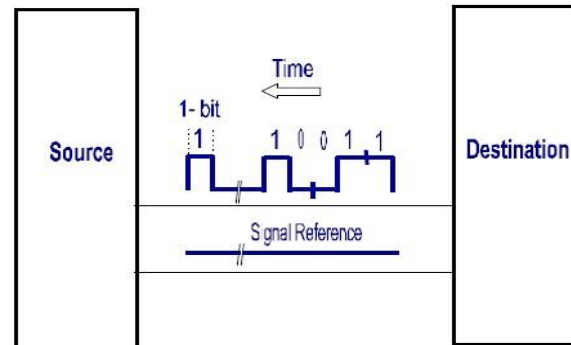 Time
1- bit
1 1 0 0 1 1
Source
Destination
Signal Reference